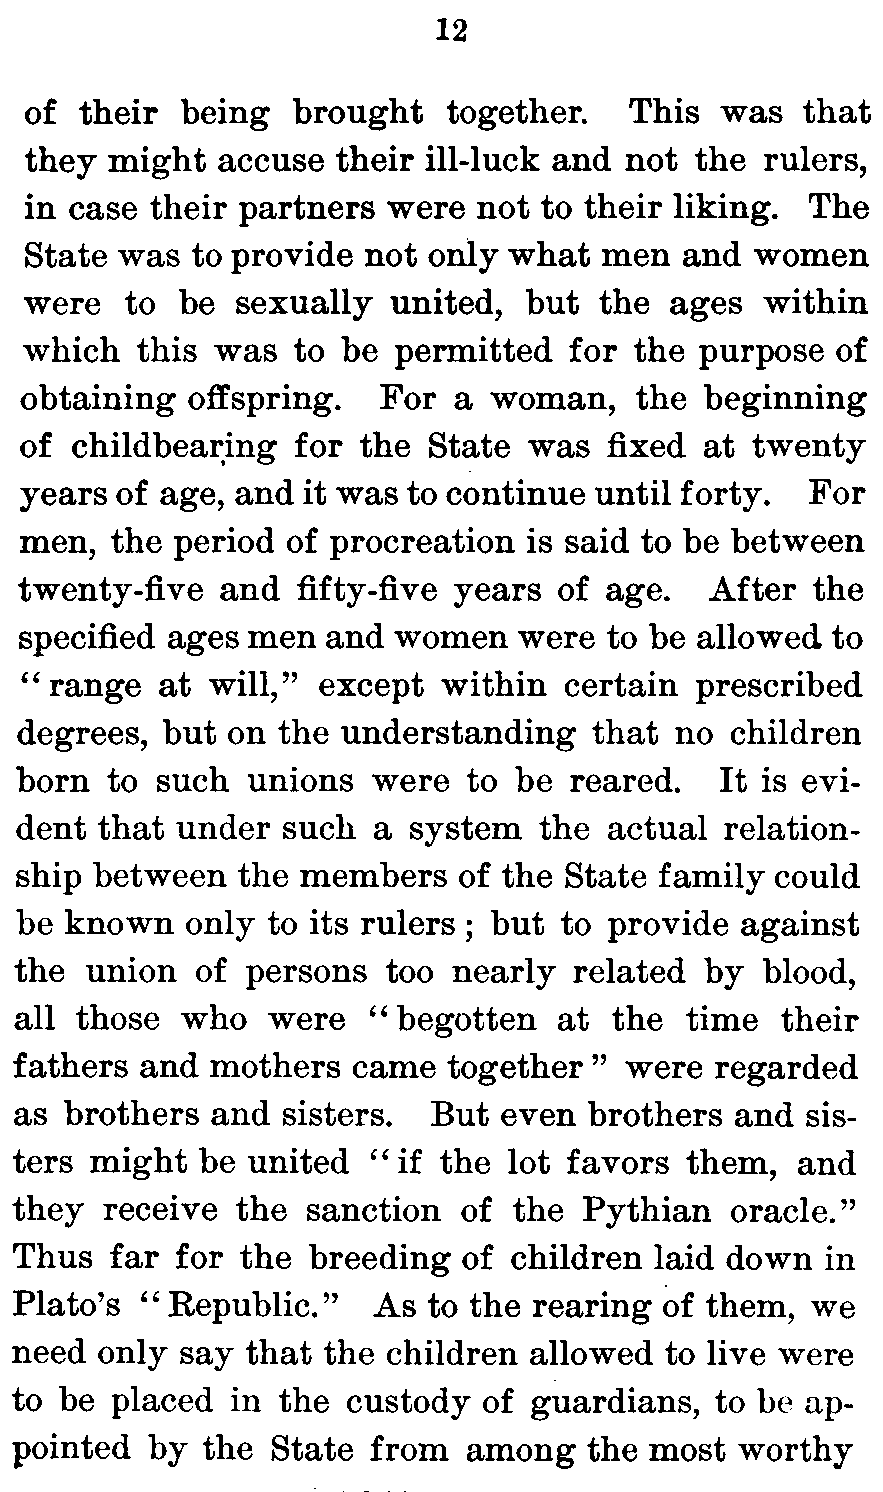 12
of their being brought together. This was that
they might accuse their ill-luck and not the rulers,
in case their partners were not to their liking. The
State was to provide not only what men and women
were to be sexually united, but the ages within
which this was to be permitted for the purpose of
obtaining offspring. For a woman, the beginning
of childbearing for the State was fixed at twenty
years of age, and it was to continue until forty. For
men, the period of procreation is said to be between
twenty-five and fifty-five years of age. After the
specified ages men and women were to be allowed to
“range at will,” except within certain prescribed
degrees, but on the understanding that no children
born to such unions were to be reared. It is evi-
dent that under such a system the actual relation-
ship between the members of the State family could
be known only to its rulers; but to provide against
the union of persons too nearly related by blood,
all those who were “begotten at the time their
fathers and mothers came together” were regarded
as brothers and sisters. But even brothers and sis-
ters might be united “if the lot favors them, and
they receive the sanction of the Pythian oracle.”
Thus far for the breeding of children laid down in
Plato’s “Republic.” As to the rearing of them, we
need only say that the children allowed to live were
to be placed in the custody of guardians, to be ap-
pointed by the State from among the most worthy